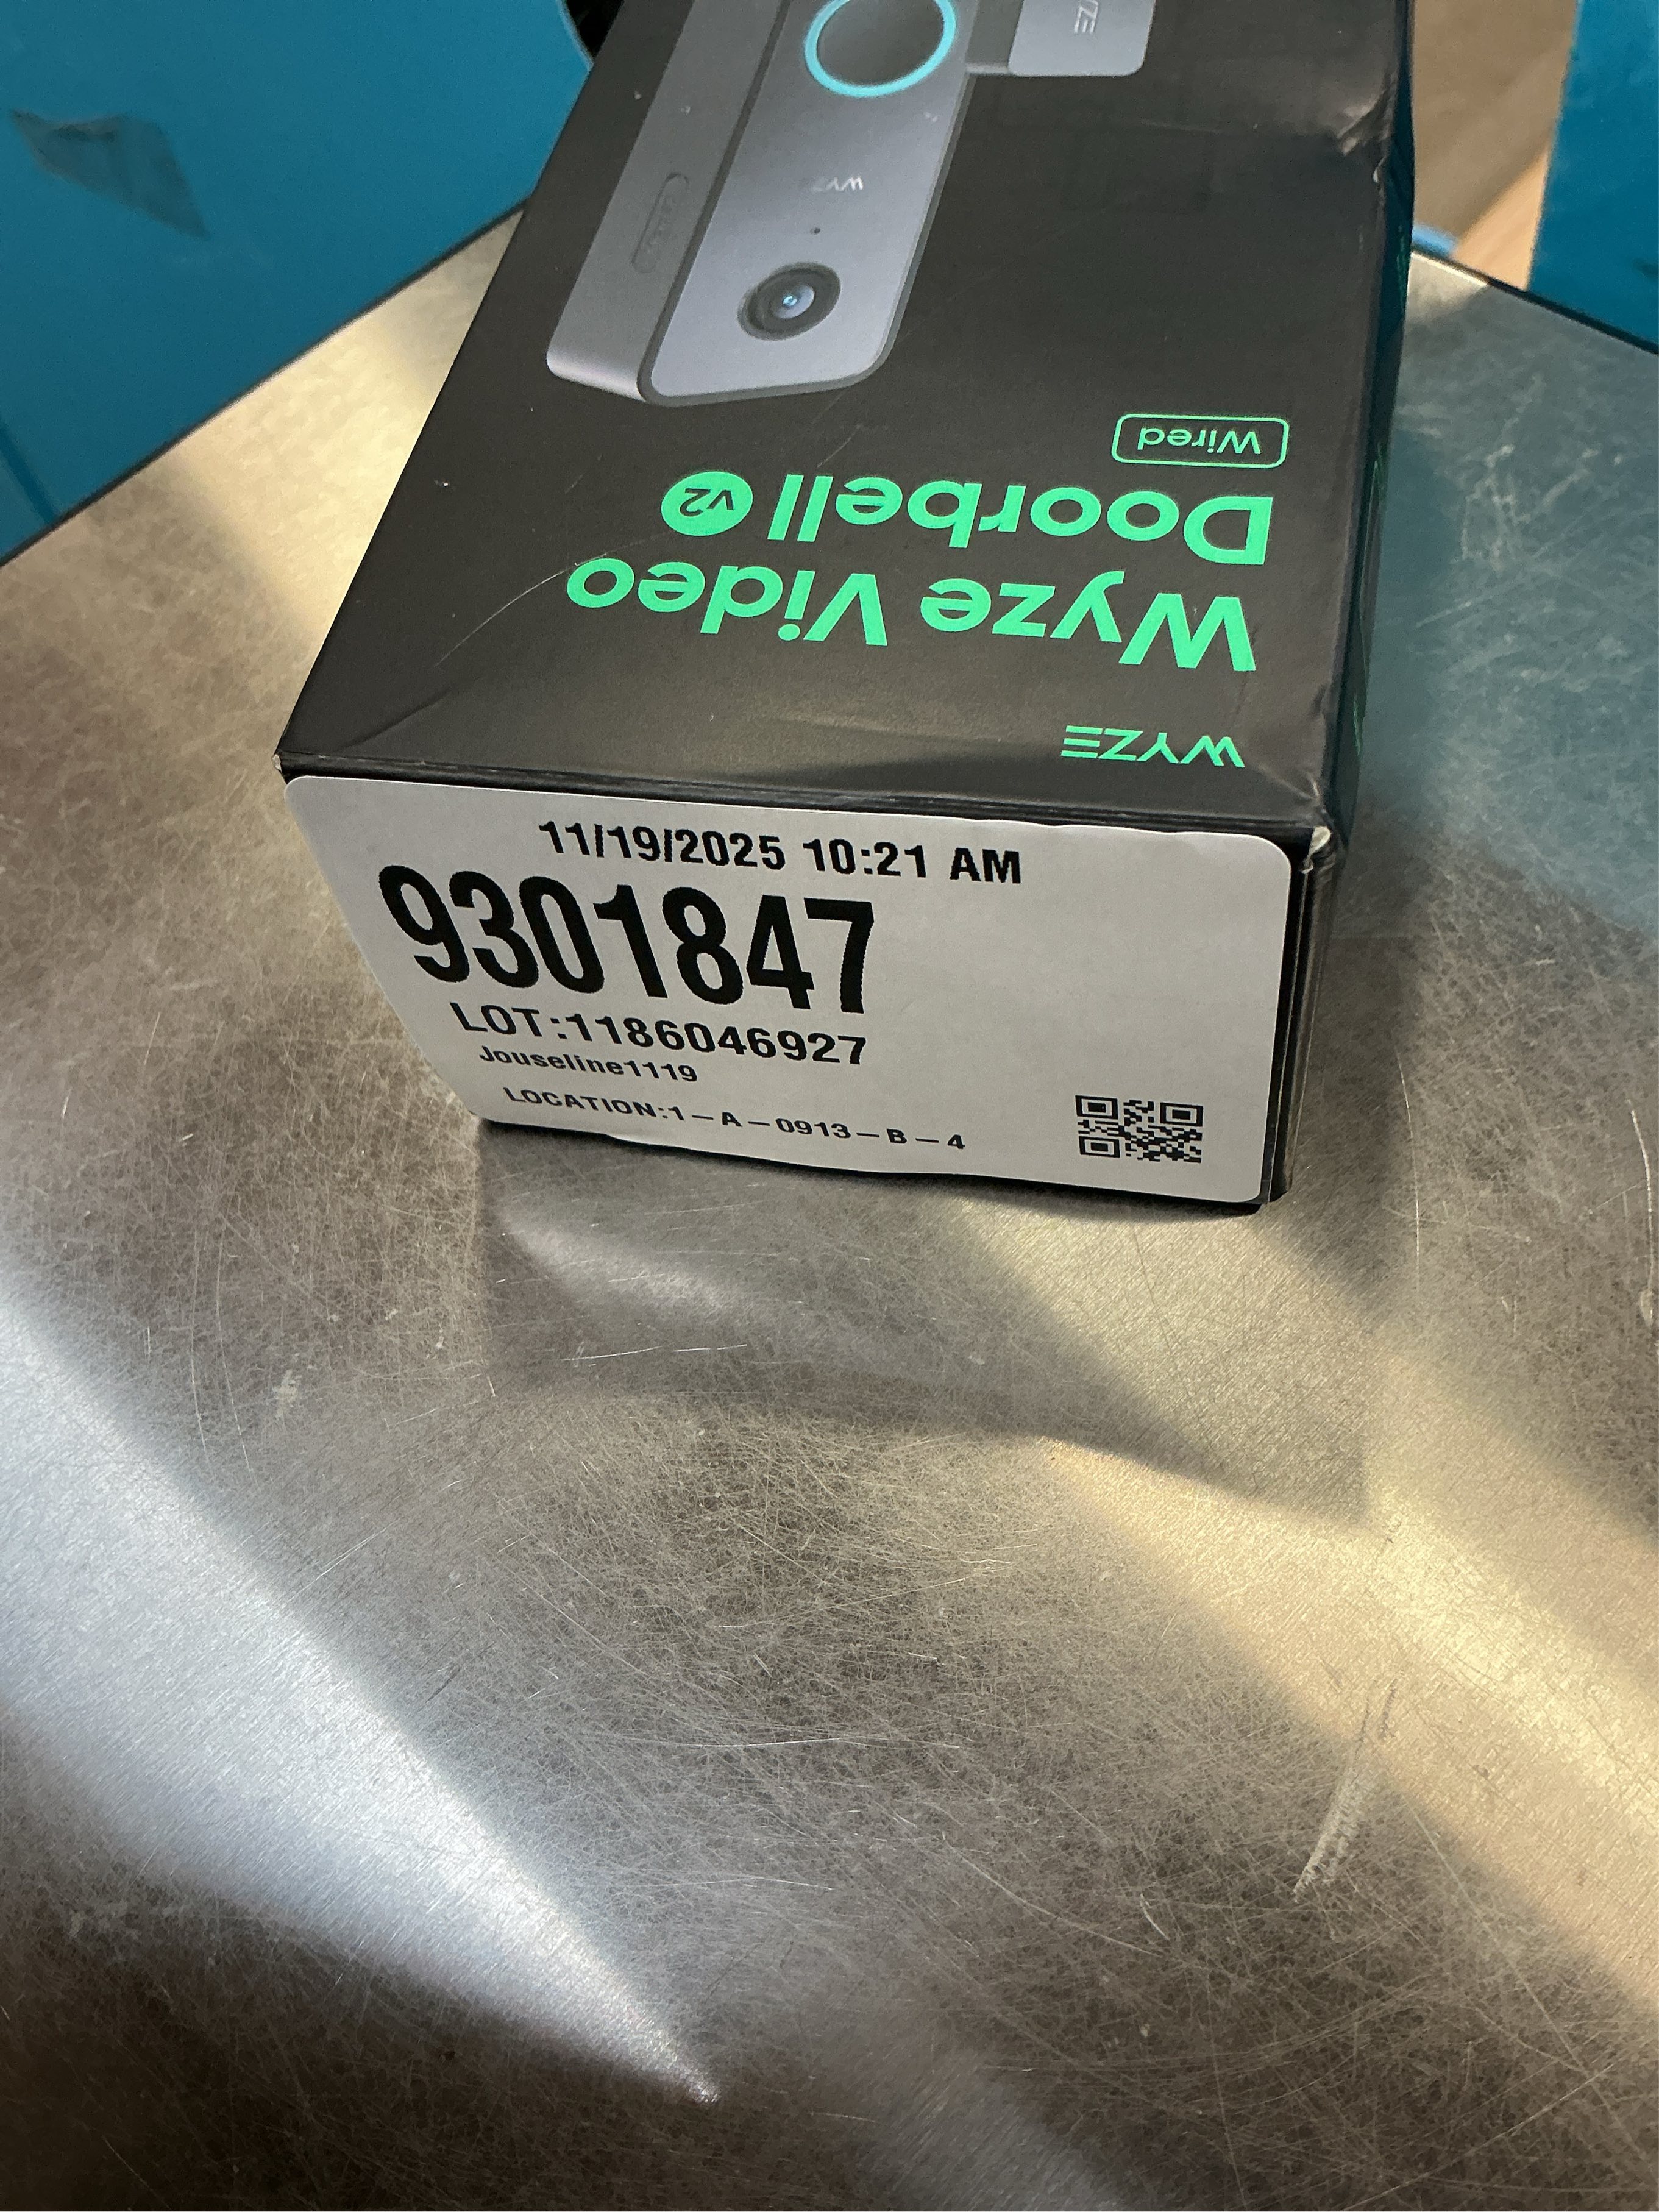 WYZE
Wyze Video
Doorbell v2
Wired
WYZE
11/19/2025 10:21 AM
9301847
LOT:1186046927
Jouseline1119
LOCATION:1-A-0913-B-4